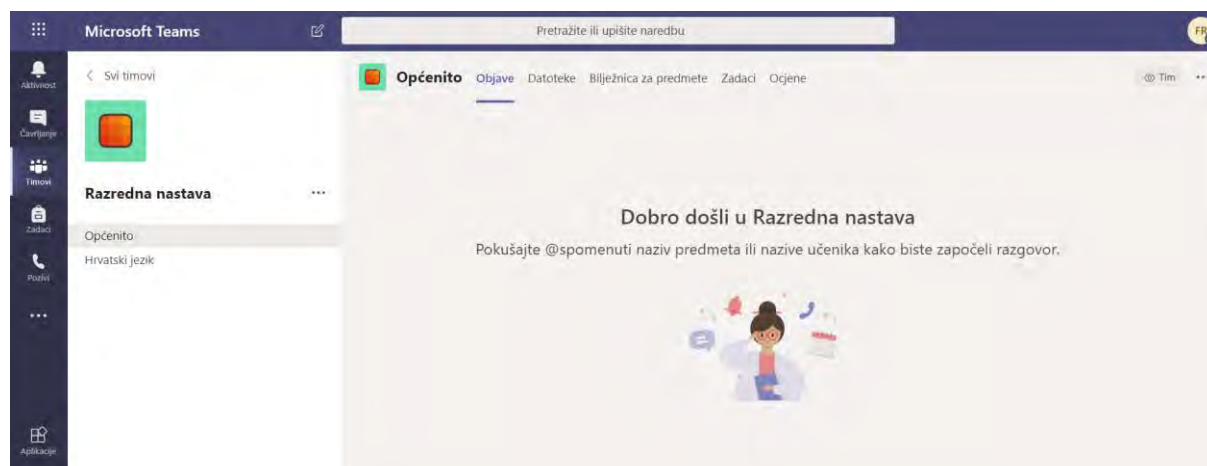 Microsoft Teams
Pretražite ili upišite naredbu
FR
Aktivnost
Čavrljanje
Timovi
Zadaci
Pozivi
Aplikacije
Svi timovi
Razredna nastava
Općenito
Hrvatski jezik
Općenito Objave Datoteke Bilježnica za predmete Zadaci Ocjene
Tim
Dobro došli u Razredna nastava
Pokušajte @spomenuti naziv predmeta ili nazive učenika kako biste započeli razgovor.